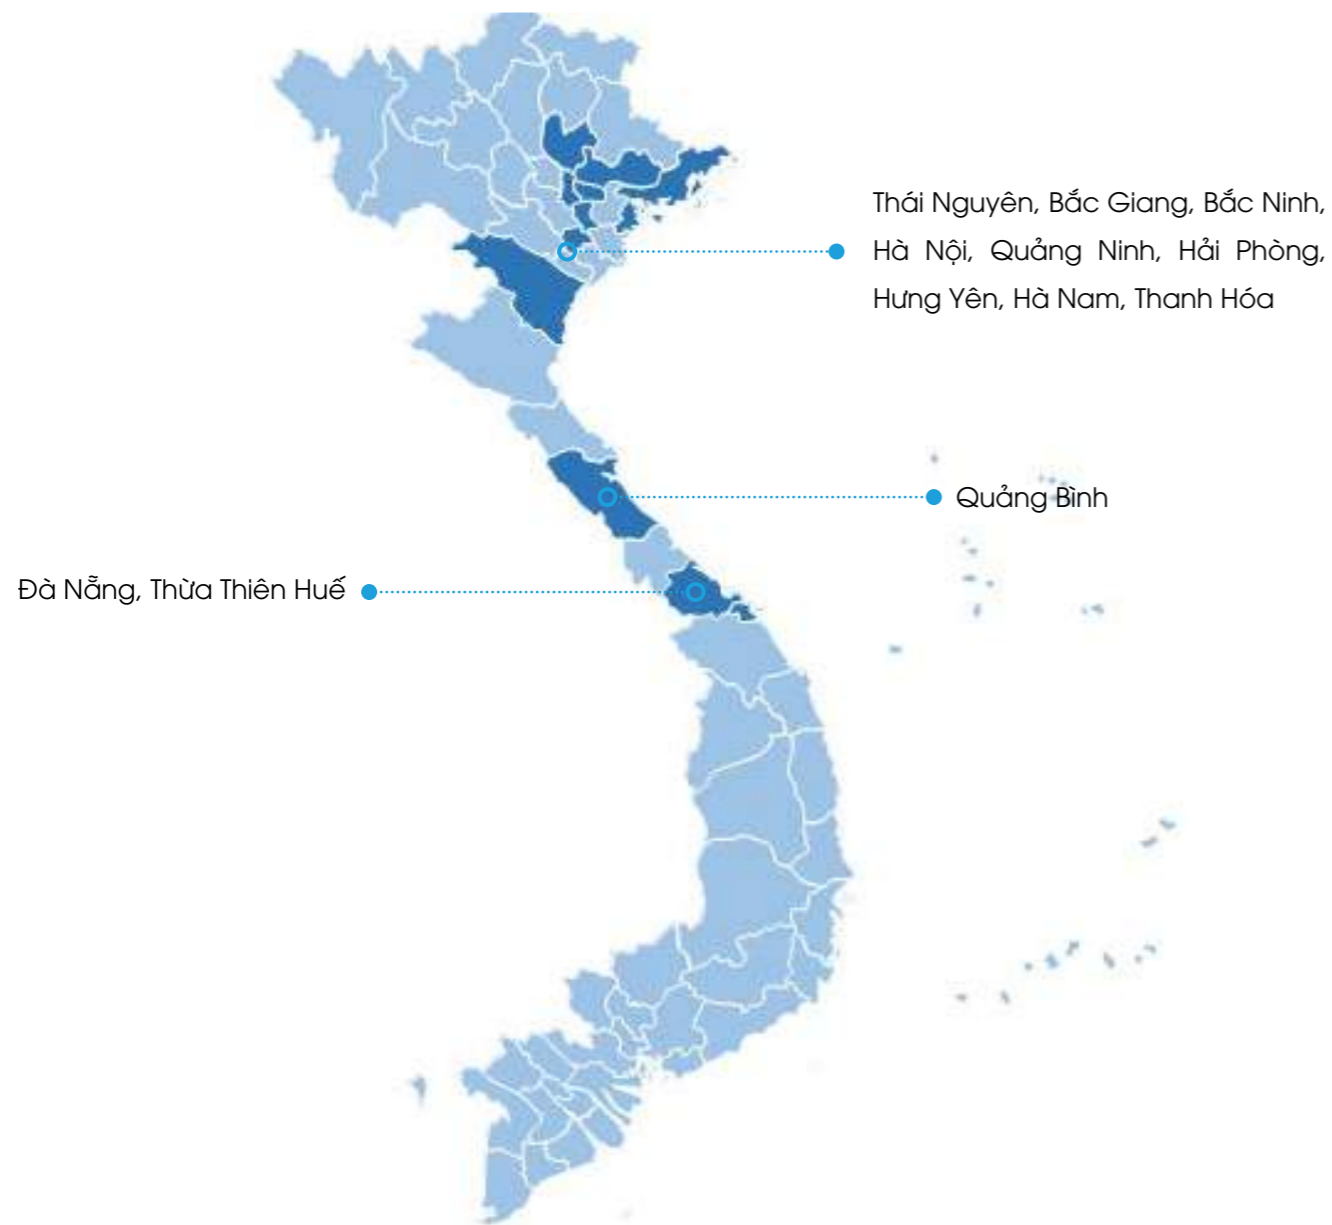 Thái Nguyên, Bắc Giang, Bắc Ninh,
Hà Nội, Quảng Ninh, Hải Phòng,
Hưng Yên, Hà Nam, Thanh Hóa
Quảng Bình
Đà Nẵng, Thừa Thiên Huế